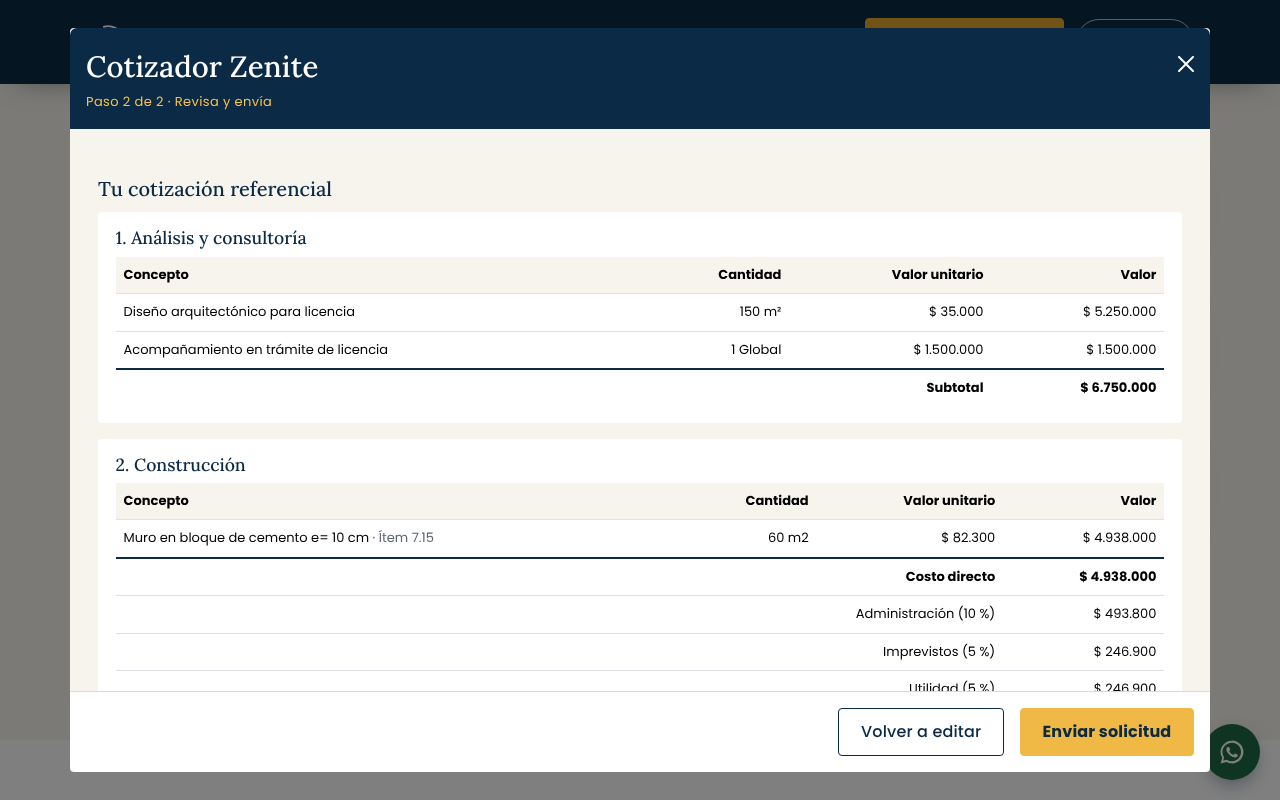 Cotizador Zenite
Paso 2 de 2 · Revisa y envía
Tu cotización referencial
1. Análisis y consultoría
Concepto Cantidad Valor unitario Valor
Diseño arquitectónico para licencia 150 m² $ 35.000 $ 5.250.000
Acompañamiento en trámite de licencia 1 Global $ 1.500.000 $ 1.500.000
Subtotal $ 6.750.000
2. Construcción
Concepto Cantidad Valor unitario Valor
Muro en bloque de cemento e= 10 cm · Ítem 7.15 60 m2 $ 82.300 $ 4.938.000
Costo directo $ 4.938.000
Administración (10 %) $ 493.800
Imprevistos (5 %) $ 246.900
Utilidad (5 %) $ 246.900
Volver a editar Enviar solicitud